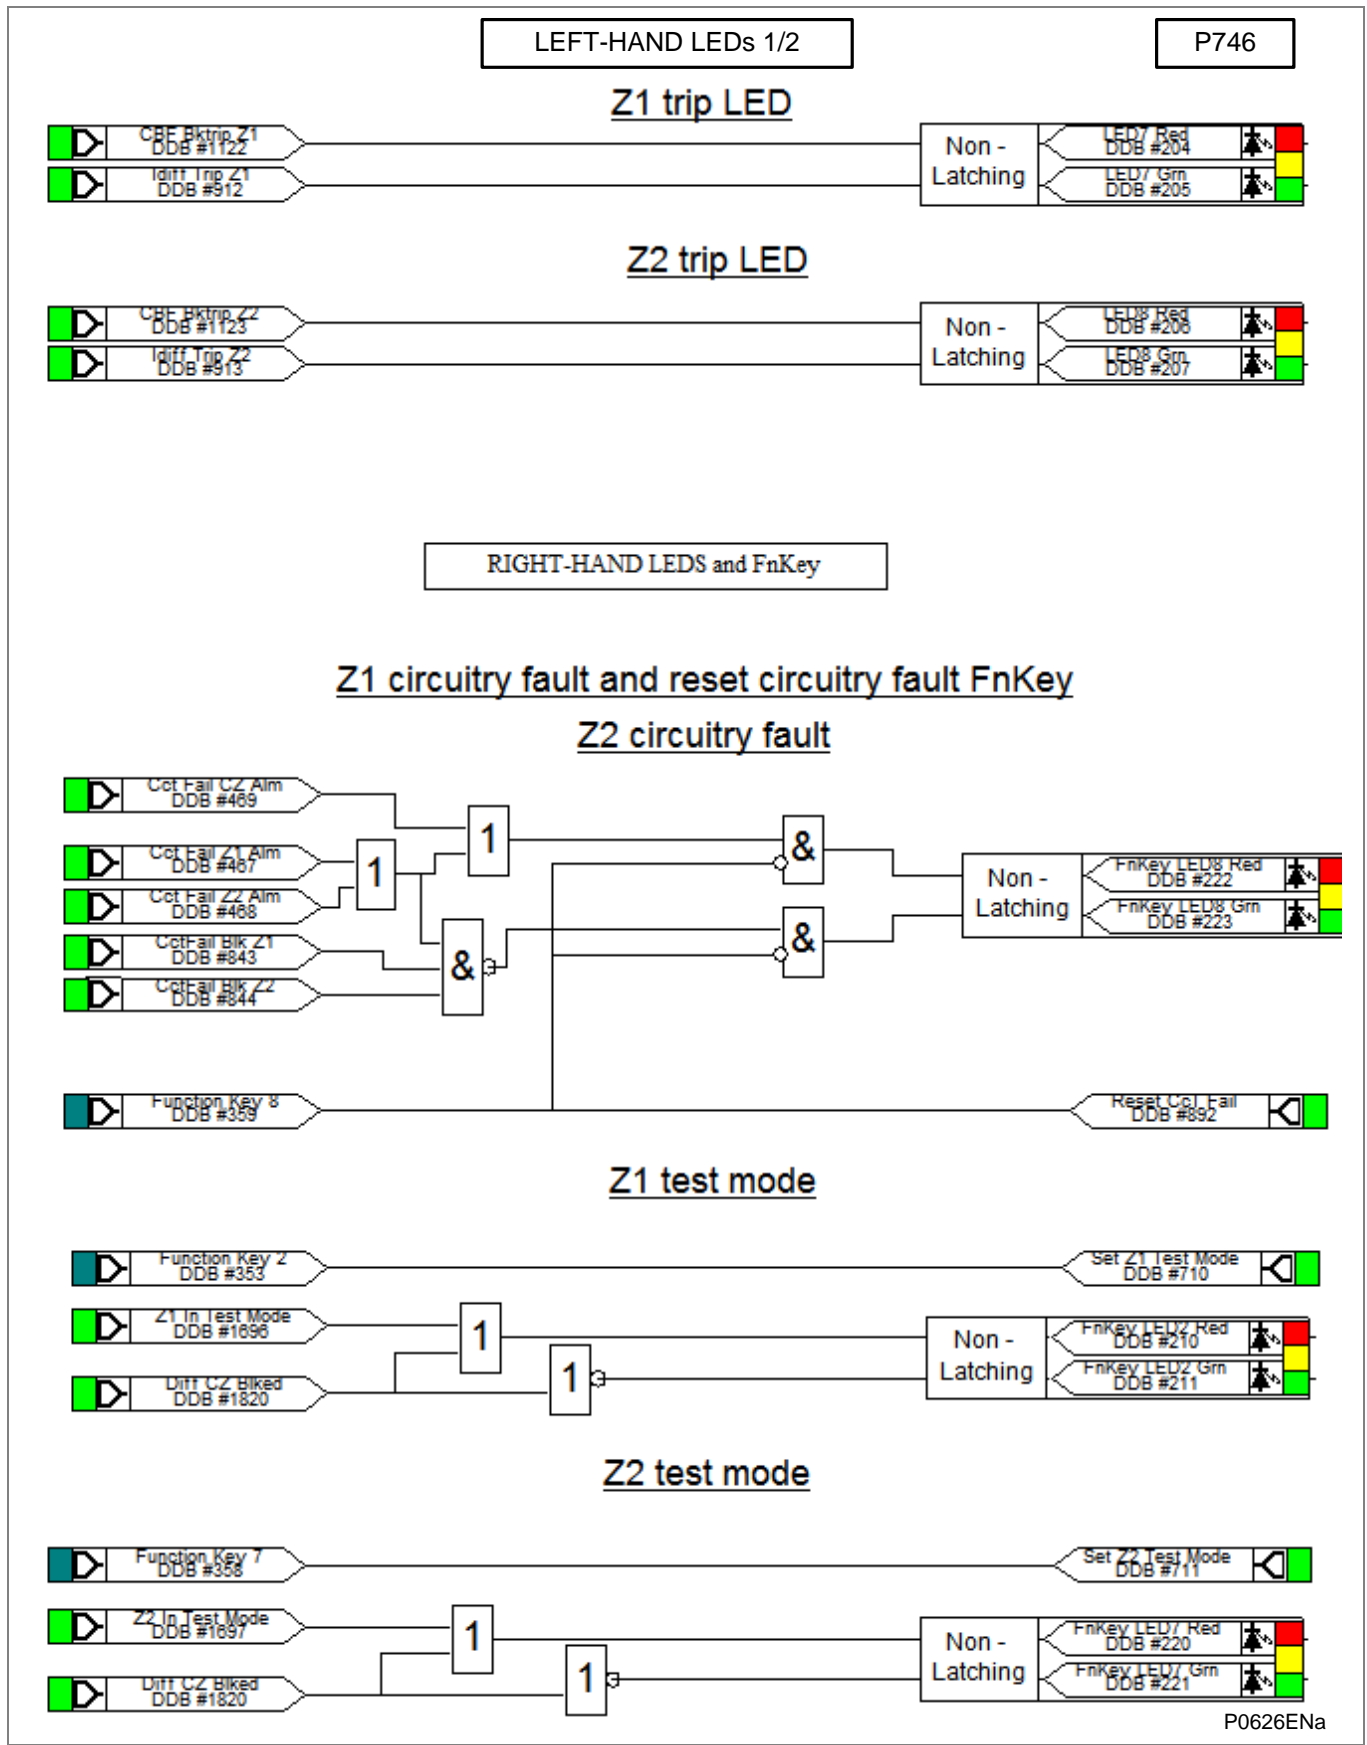 LEFT-HAND LEDs 1/2
P746
Z1 trip LED
CBF Bktrip Z1
DDB #1122
Idiff Trip Z1
DDB #912
Non -
Latching
LED7 Red
DDB #204
LED7 Grn
DDB #205
Z2 trip LED
CBF Bktrip Z2
DDB #1123
Idiff Trip Z2
DDB #913
Non -
Latching
LED8 Red
DDB #206
LED8 Grn
DDB #207
RIGHT-HAND LEDS and FnKey
Z1 circuitry fault and reset circuitry fault FnKey
Z2 circuitry fault
Cct Fail CZ Alm
DDB #469
Cct Fail Z1 Alm
DDB #467
Cct Fail Z2 Alm
DDB #468
CctFail Blk Z1
DDB #843
CctFail Blk Z2
DDB #844
1
1
&
&
&
Non -
Latching
FnKey LED8 Red
DDB #222
FnKey LED8 Grn
DDB #223
Function Key 8
DDB #359
Reset CcT Fail
DDB #892
Z1 test mode
Function Key 2
DDB #353
Set Z1 Test Mode
DDB #710
Z1 In Test Mode
DDB #1696
Diff CZ Blked
DDB #1820
1
1
Non -
Latching
FnKey LED2 Red
DDB #210
FnKey LED2 Grn
DDB #211
Z2 test mode
Function Key 7
DDB #358
Set Z2 Test Mode
DDB #711
Z2 In Test Mode
DDB #1697
Diff CZ Blked
DDB #1820
1
1
Non -
Latching
FnKey LED7 Red
DDB #220
FnKey LED7 Grn
DDB #221
P0626ENa